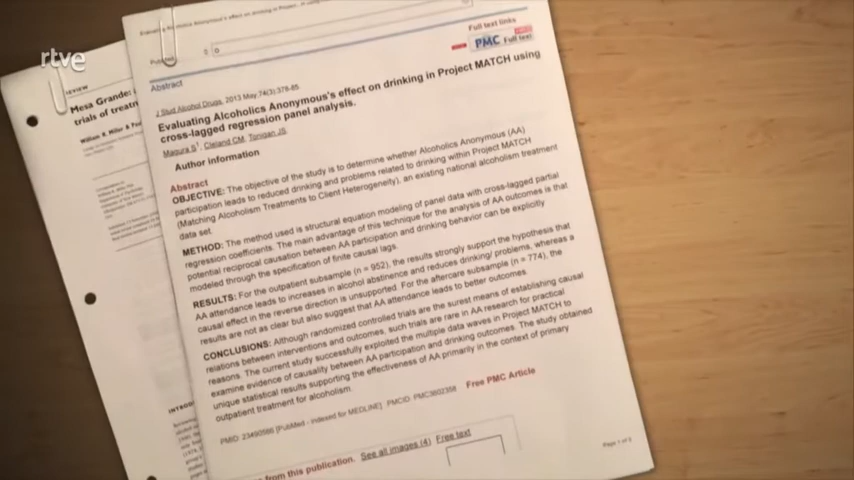 rtve
Full text links
PMC Full text
Abstract
J Stud Alcohol Drugs. 2013 May;74(3):378-85.
Evaluating Alcoholics Anonymous's effect on drinking in Project MATCH using
cross-lagged regression panel analysis.
Magura S1, Cleland CM, Tonigan JS.
Author information
Abstract
OBJECTIVE: The objective of the study is to determine whether Alcoholics Anonymous (AA)
participation leads to reduced drinking and problems related to drinking within Project MATCH
(Matching Alcoholism Treatments to Client Heterogeneity), an existing national alcoholism treatment
data set.
METHOD: The method used is structural equation modeling of panel data with cross-lagged partial
regression coefficients. The main advantage of this technique for the analysis of AA outcomes is that
potential reciprocal causation between AA participation and drinking behavior can be explicitly
modeled through the specification of finite causal lags.
RESULTS: For the outpatient subsample (n = 952), the results strongly support the hypothesis that
AA attendance leads to increases in alcohol abstinence and reduces drinking/ problems, whereas a
causal effect in the reverse direction is unsupported. For the aftercare subsample (n = 774), the
results are not as clear but also suggest that AA attendance leads to better outcomes.
CONCLUSIONS: Although randomized controlled trials are the surest means of establishing causal
relations between interventions and outcomes, such trials are rare in AA research for practical
reasons. The current study successfully exploited the multiple data waves in Project MATCH to
examine evidence of causality between AA participation and drinking outcomes. The study obtained
unique statistical results supporting the effectiveness of AA primarily in the context of primary
outpatient treatment for alcoholism.
PMID: 23490566 [PubMed - indexed for MEDLINE] PMCID: PMC3602358 Free PMC Article
from this publication. See all images (4) Free text
Page 1 of 2
REVIEW
Mesa Grande:
trials of treatm
William R. Miller & Pau
INTROD